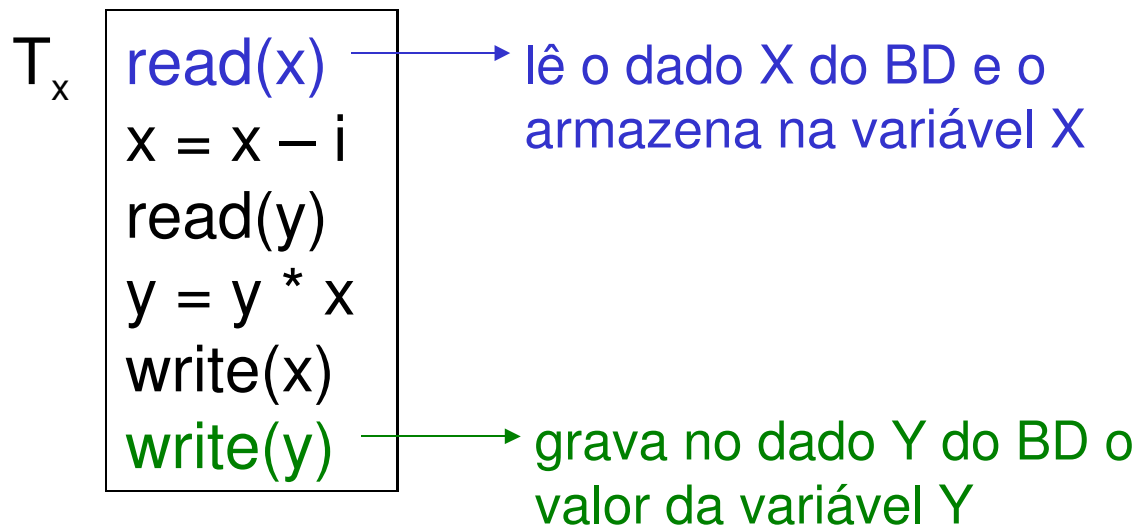 Tx
read(x)
lê o dado X do BD e o
armazena na variável X
x = x – i
read(y)
y = y * x
write(x)
write(y)
grava no dado Y do BD o
valor da variável Y